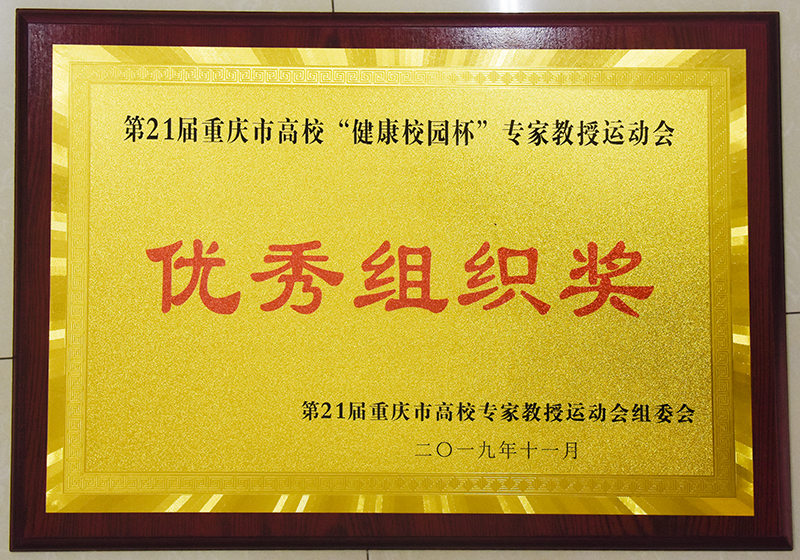 第21届重庆市高校“健康校园杯”专家教授运动会
优秀组织奖
第21届重庆市高校专家教授运动会组委会
二〇一九年十一月